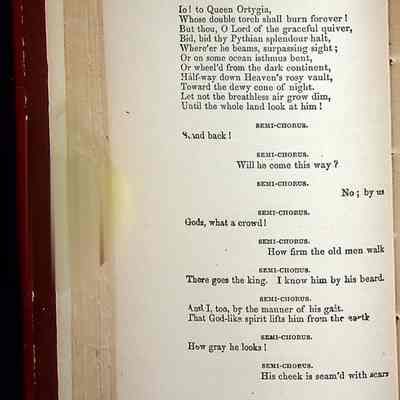 Io! to Queen Ortygia,
Whose double torch shall burn forever!
But thou, O Lord of the graceful quiver,
Bid, bid thy Pythian splendour halt,
Where'er he beams, surpassing sight;
Or on some ocean isthmus bent,
Or wheel'd from the dark continent,
Half-way down Heaven's rosy vault,
Toward the dewy cone of night.
Let not the breathless air grow dim,
Until the whole land look at him!
SEMI-CHORUS.
Stand back!
SEMI-CHORUS.
Will he come this way?
SEMI-CHORUS.
No; by us
SEMI-CHORUS.
Gods, what a crowd!
SEMI-CHORUS.
How firm the old men walk
SEMI-CHORUS.
There goes the king. I know him by his beard.
SEMI-CHORUS.
And I, too, by the manner of his gait.
That God-like spirit lifts him from the earth
SEMI-CHORUS.
How gray he looks!
SEMI-CHORUS.
His cheek is seam'd with scars